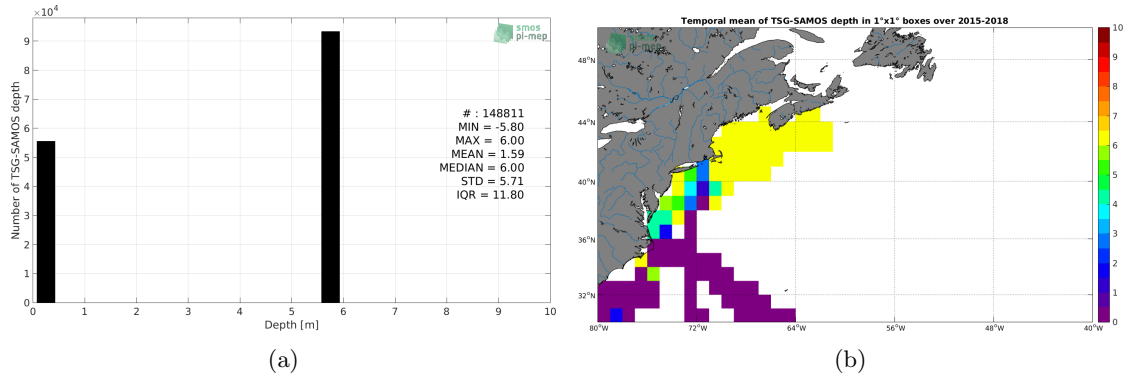 ×10⁴
9
8
7
6
5
4
3
2
1
0
Number of TSG-SAMOS depth
smos
pi-mep
# : 148811
MIN = -5.80
MAX = 6.00
MEAN = 1.59
MEDIAN = 6.00
STD = 5.71
IQR = 11.80
0 1 2 3 4 5 6 7 8 9 10
Depth [m]
(a)
Temporal mean of TSG-SAMOS depth in 1°x1° boxes over 2015-2018
pi-mep
48°N
44°N
40°N
36°N
32°N
80°W 72°W 64°W 56°W 48°W 40°W
10
9
8
7
6
5
4
3
2
1
0
(b)